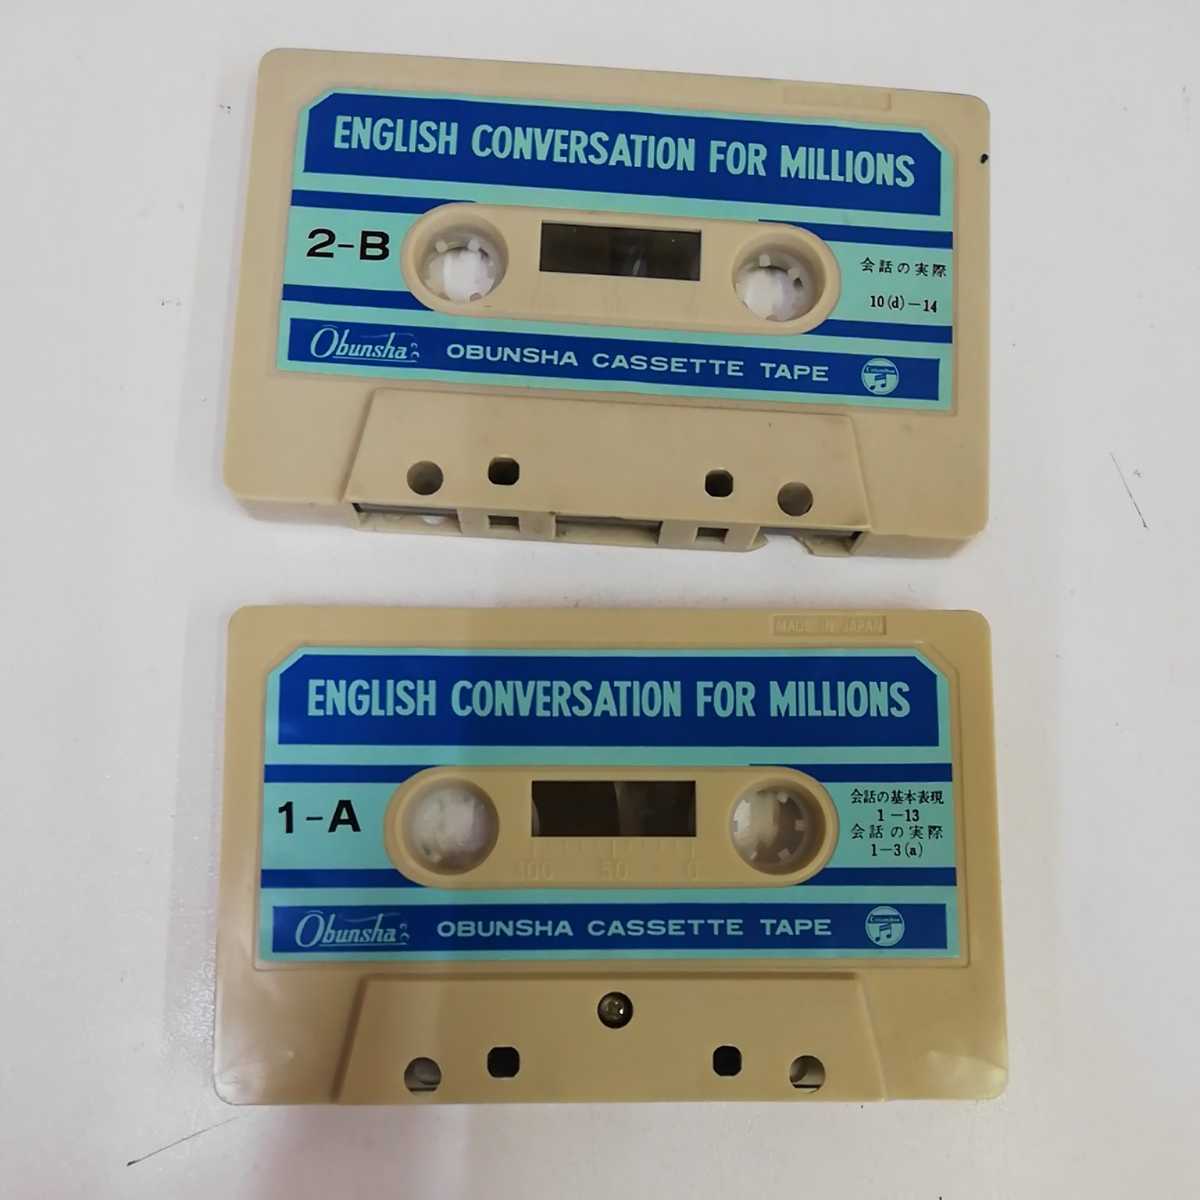 ENGLISH CONVERSATION FOR MILLIONS
2-B
会話の実際
10(d)-14
Obunsha
OBUNSHA CASSETTE TAPE
Columbia
MADE IN JAPAN
ENGLISH CONVERSATION FOR MILLIONS
1-A
会話の基本表現
1-13
会話の実際
1-3(a)
100 50 0
Obunsha
OBUNSHA CASSETTE TAPE
Columbia